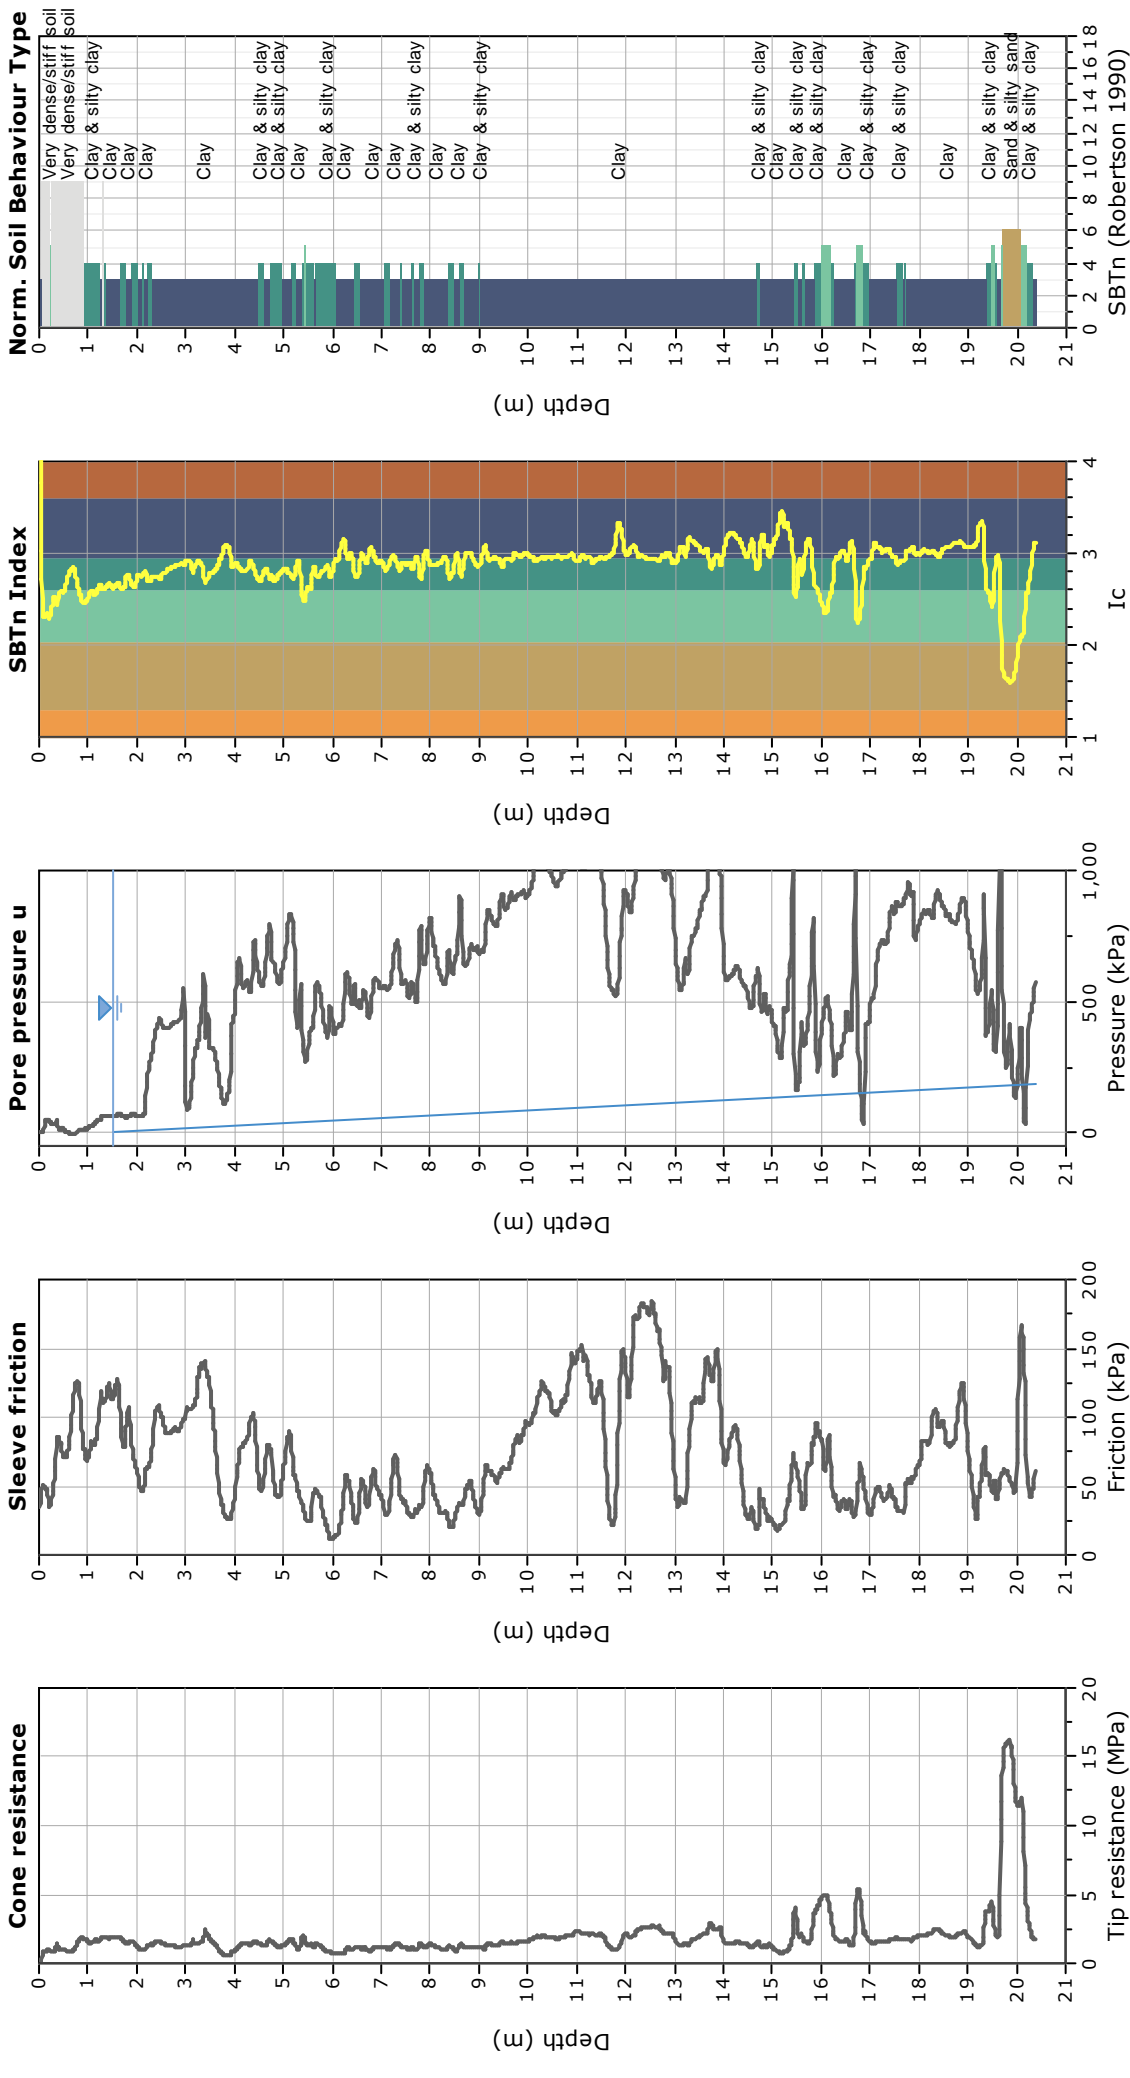 Cone resistance
Depth (m)
0
1
2
3
4
5
6
7
8
9
10
11
12
13
14
15
16
17
18
19
20
21
0 5 10 15 20
Tip resistance (MPa)
Sleeve friction
Depth (m)
0
1
2
3
4
5
6
7
8
9
10
11
12
13
14
15
16
17
18
19
20
21
0 50 100 150 200
Friction (kPa)
Pore pressure u
Depth (m)
0
1
2
3
4
5
6
7
8
9
10
11
12
13
14
15
16
17
18
19
20
21
0 500 1,000
Pressure (kPa)
SBTn Index
Depth (m)
0
1
2
3
4
5
6
7
8
9
10
11
12
13
14
15
16
17
18
19
20
21
1 2 3 4
Ic
Norm. Soil Behaviour Type
Depth (m)
0
1
2
3
4
5
6
7
8
9
10
11
12
13
14
15
16
17
18
19
20
21
Very dense/stiff soil
Very dense/stiff soil
Clay & silty clay
Clay
Clay
Clay
Clay
Clay & silty clay
Clay & silty clay
Clay
Clay & silty clay
Clay
Clay
Clay
Clay & silty clay
Clay
Clay
Clay & silty clay
Clay
Clay & silty clay
Clay
Clay & silty clay
Clay & silty clay
Clay
Clay & silty clay
Clay & silty clay
Clay
Clay & silty clay
Sand & silty sand
Clay & silty clay
0 2 4 6 8 10 12 14 16 18
SBTn (Robertson 1990)